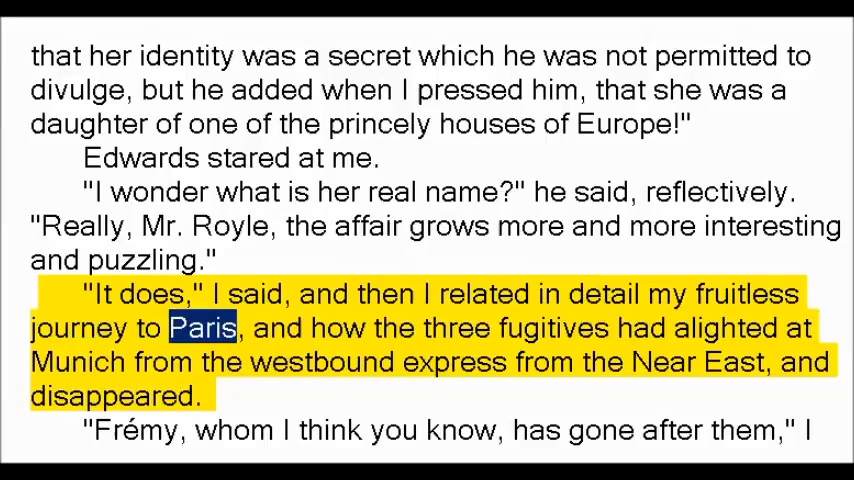 that her identity was a secret which he was not permitted to
divulge, but he added when I pressed him, that she was a
daughter of one of the princely houses of Europe!"
Edwards stared at me.
"I wonder what is her real name?" he said, reflectively.
"Really, Mr. Royle, the affair grows more and more interesting
and puzzling."
"It does," I said, and then I related in detail my fruitless
journey to Paris, and how the three fugitives had alighted at
Munich from the westbound express from the Near East, and
disappeared.
"Frémy, whom I think you know, has gone after them," I